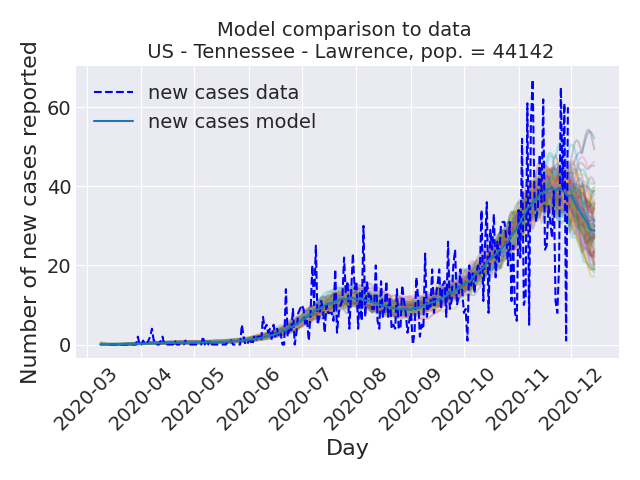 Model comparison to data
US - Tennessee - Lawrence, pop. = 44142
Number of new cases reported
60
40
20
0
new cases data
new cases model
2020-03
2020-04
2020-05
2020-06
2020-07
2020-08
2020-09
2020-10
2020-11
2020-12
Day